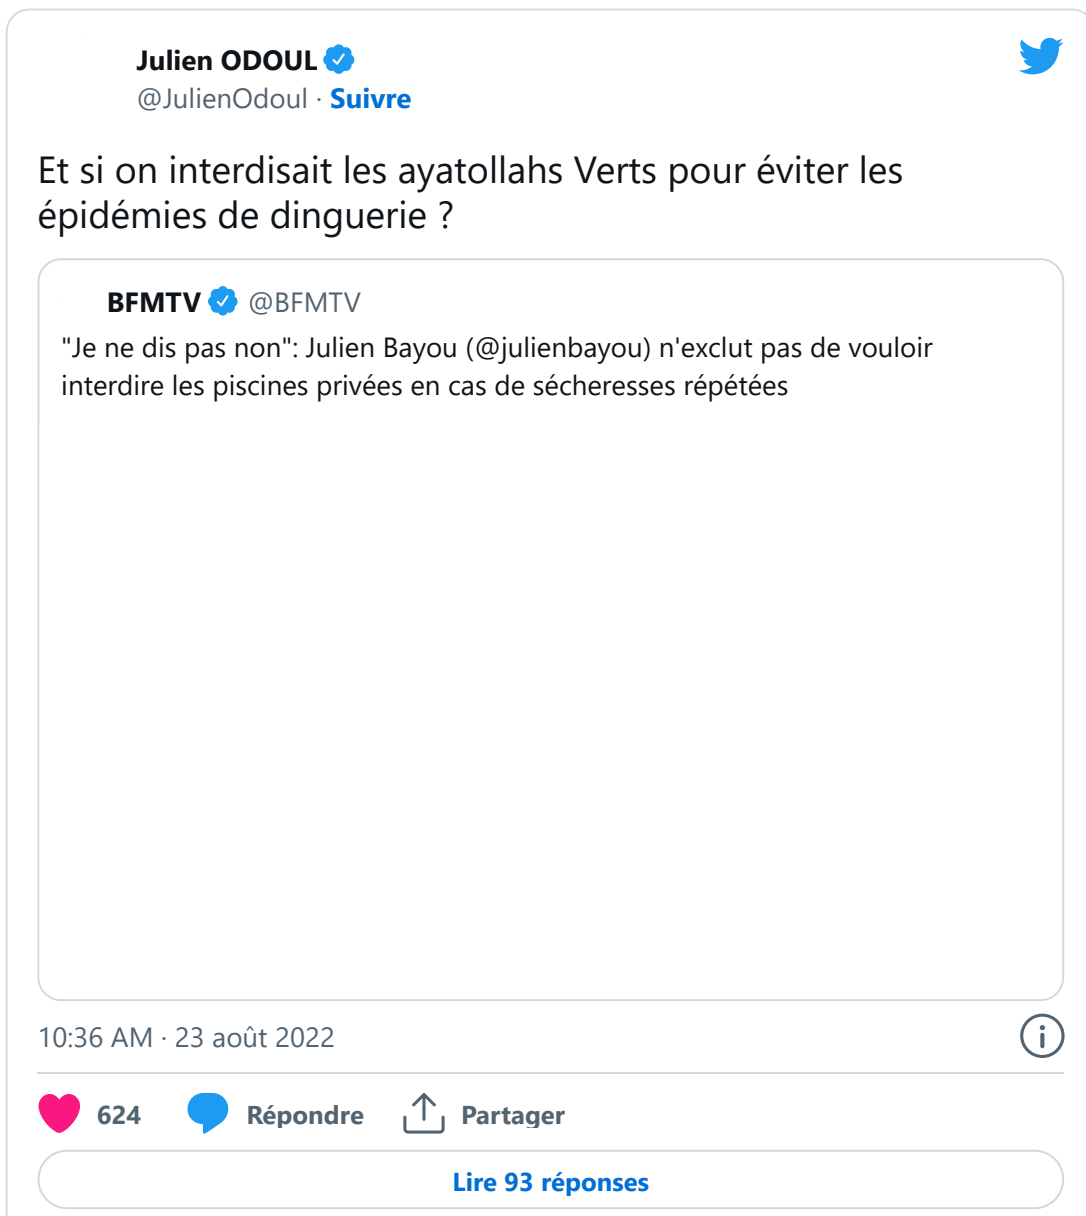 Julien ODOUL
@JulienOdoul · Suivre
Et si on interdisait les ayatollahs Verts pour éviter les
épidémies de dinguerie ?
BFMTV @BFMTV
"Je ne dis pas non": Julien Bayou (@julienbayou) n'exclut pas de vouloir
interdire les piscines privées en cas de sécheresses répétées
10:36 AM · 23 août 2022
624 Répondre Partager
Lire 93 réponses